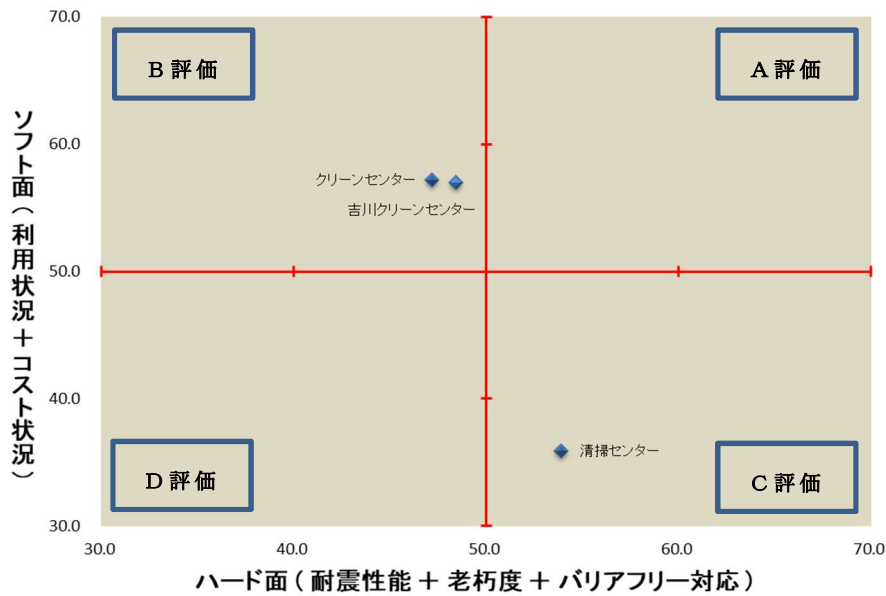 70.0
B 評価
A 評価
60.0
クリーンセンター
吉川クリーンセンター
ソフト面(利用状況+コスト状況)
50.0
40.0
清掃センター
D 評価
C 評価
30.0
30.0 40.0 50.0 60.0 70.0
ハード面(耐震性能 + 老朽度 + バリアフリー対応)